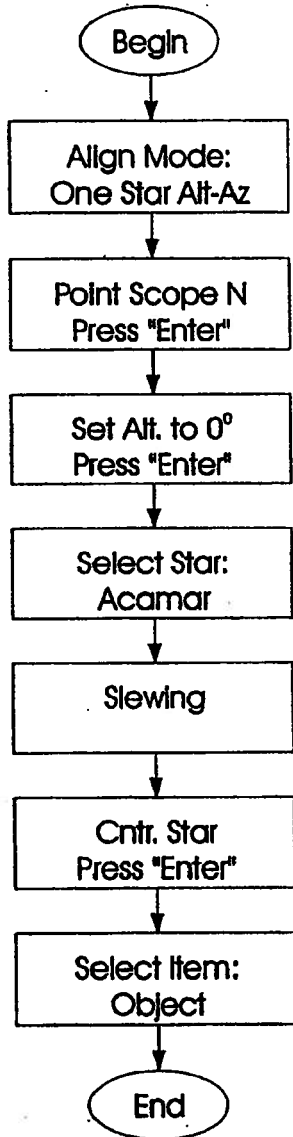 Begin
Align Mode:
One Star Alt-Az
Point Scope N
Press "Enter"
Set Alt. to 0°
Press "Enter"
Select Star:
Acamar
Slewing
Cntr. Star
Press "Enter"
Select Item:
Object
End